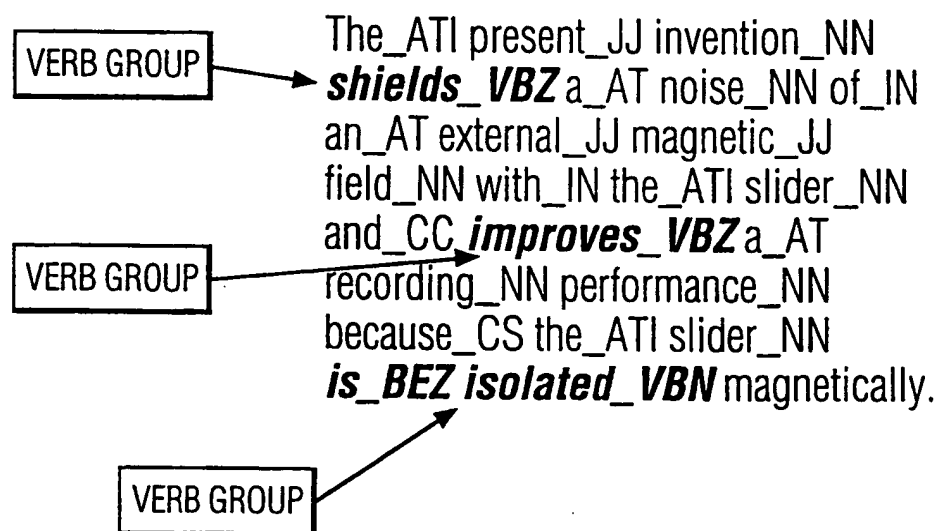 The_ATI present_JJ invention_NN
VERB GROUP
shields_VBZ a_AT noise_NN of_IN
an_AT external_JJ magnetic_JJ
field_NN with_IN the_ATI slider_NN
and_CC improves_VBZ a_AT
VERB GROUP
recording_NN performance_NN
because_CS the_ATI slider_NN
is_BEZ isolated_VBN magnetically.
VERB GROUP